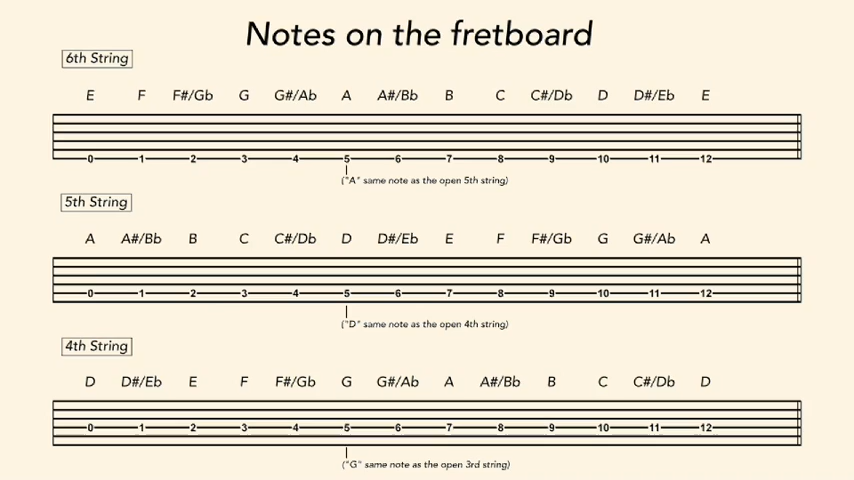 Notes on the fretboard
6th String
E F F#/Gb G G#/Ab A A#/Bb B C C#/Db D D#/Eb E
0 1 2 3 4 5 6 7 8 9 10 11 12
("A" same note as the open 5th string)
5th String
A A#/Bb B C C#/Db D D#/Eb E F F#/Gb G G#/Ab A
0 1 2 3 4 5 6 7 8 9 10 11 12
("D" same note as the open 4th string)
4th String
D D#/Eb E F F#/Gb G G#/Ab A A#/Bb B C C#/Db D
0 1 2 3 4 5 6 7 8 9 10 11 12
("G" same note as the open 3rd string)